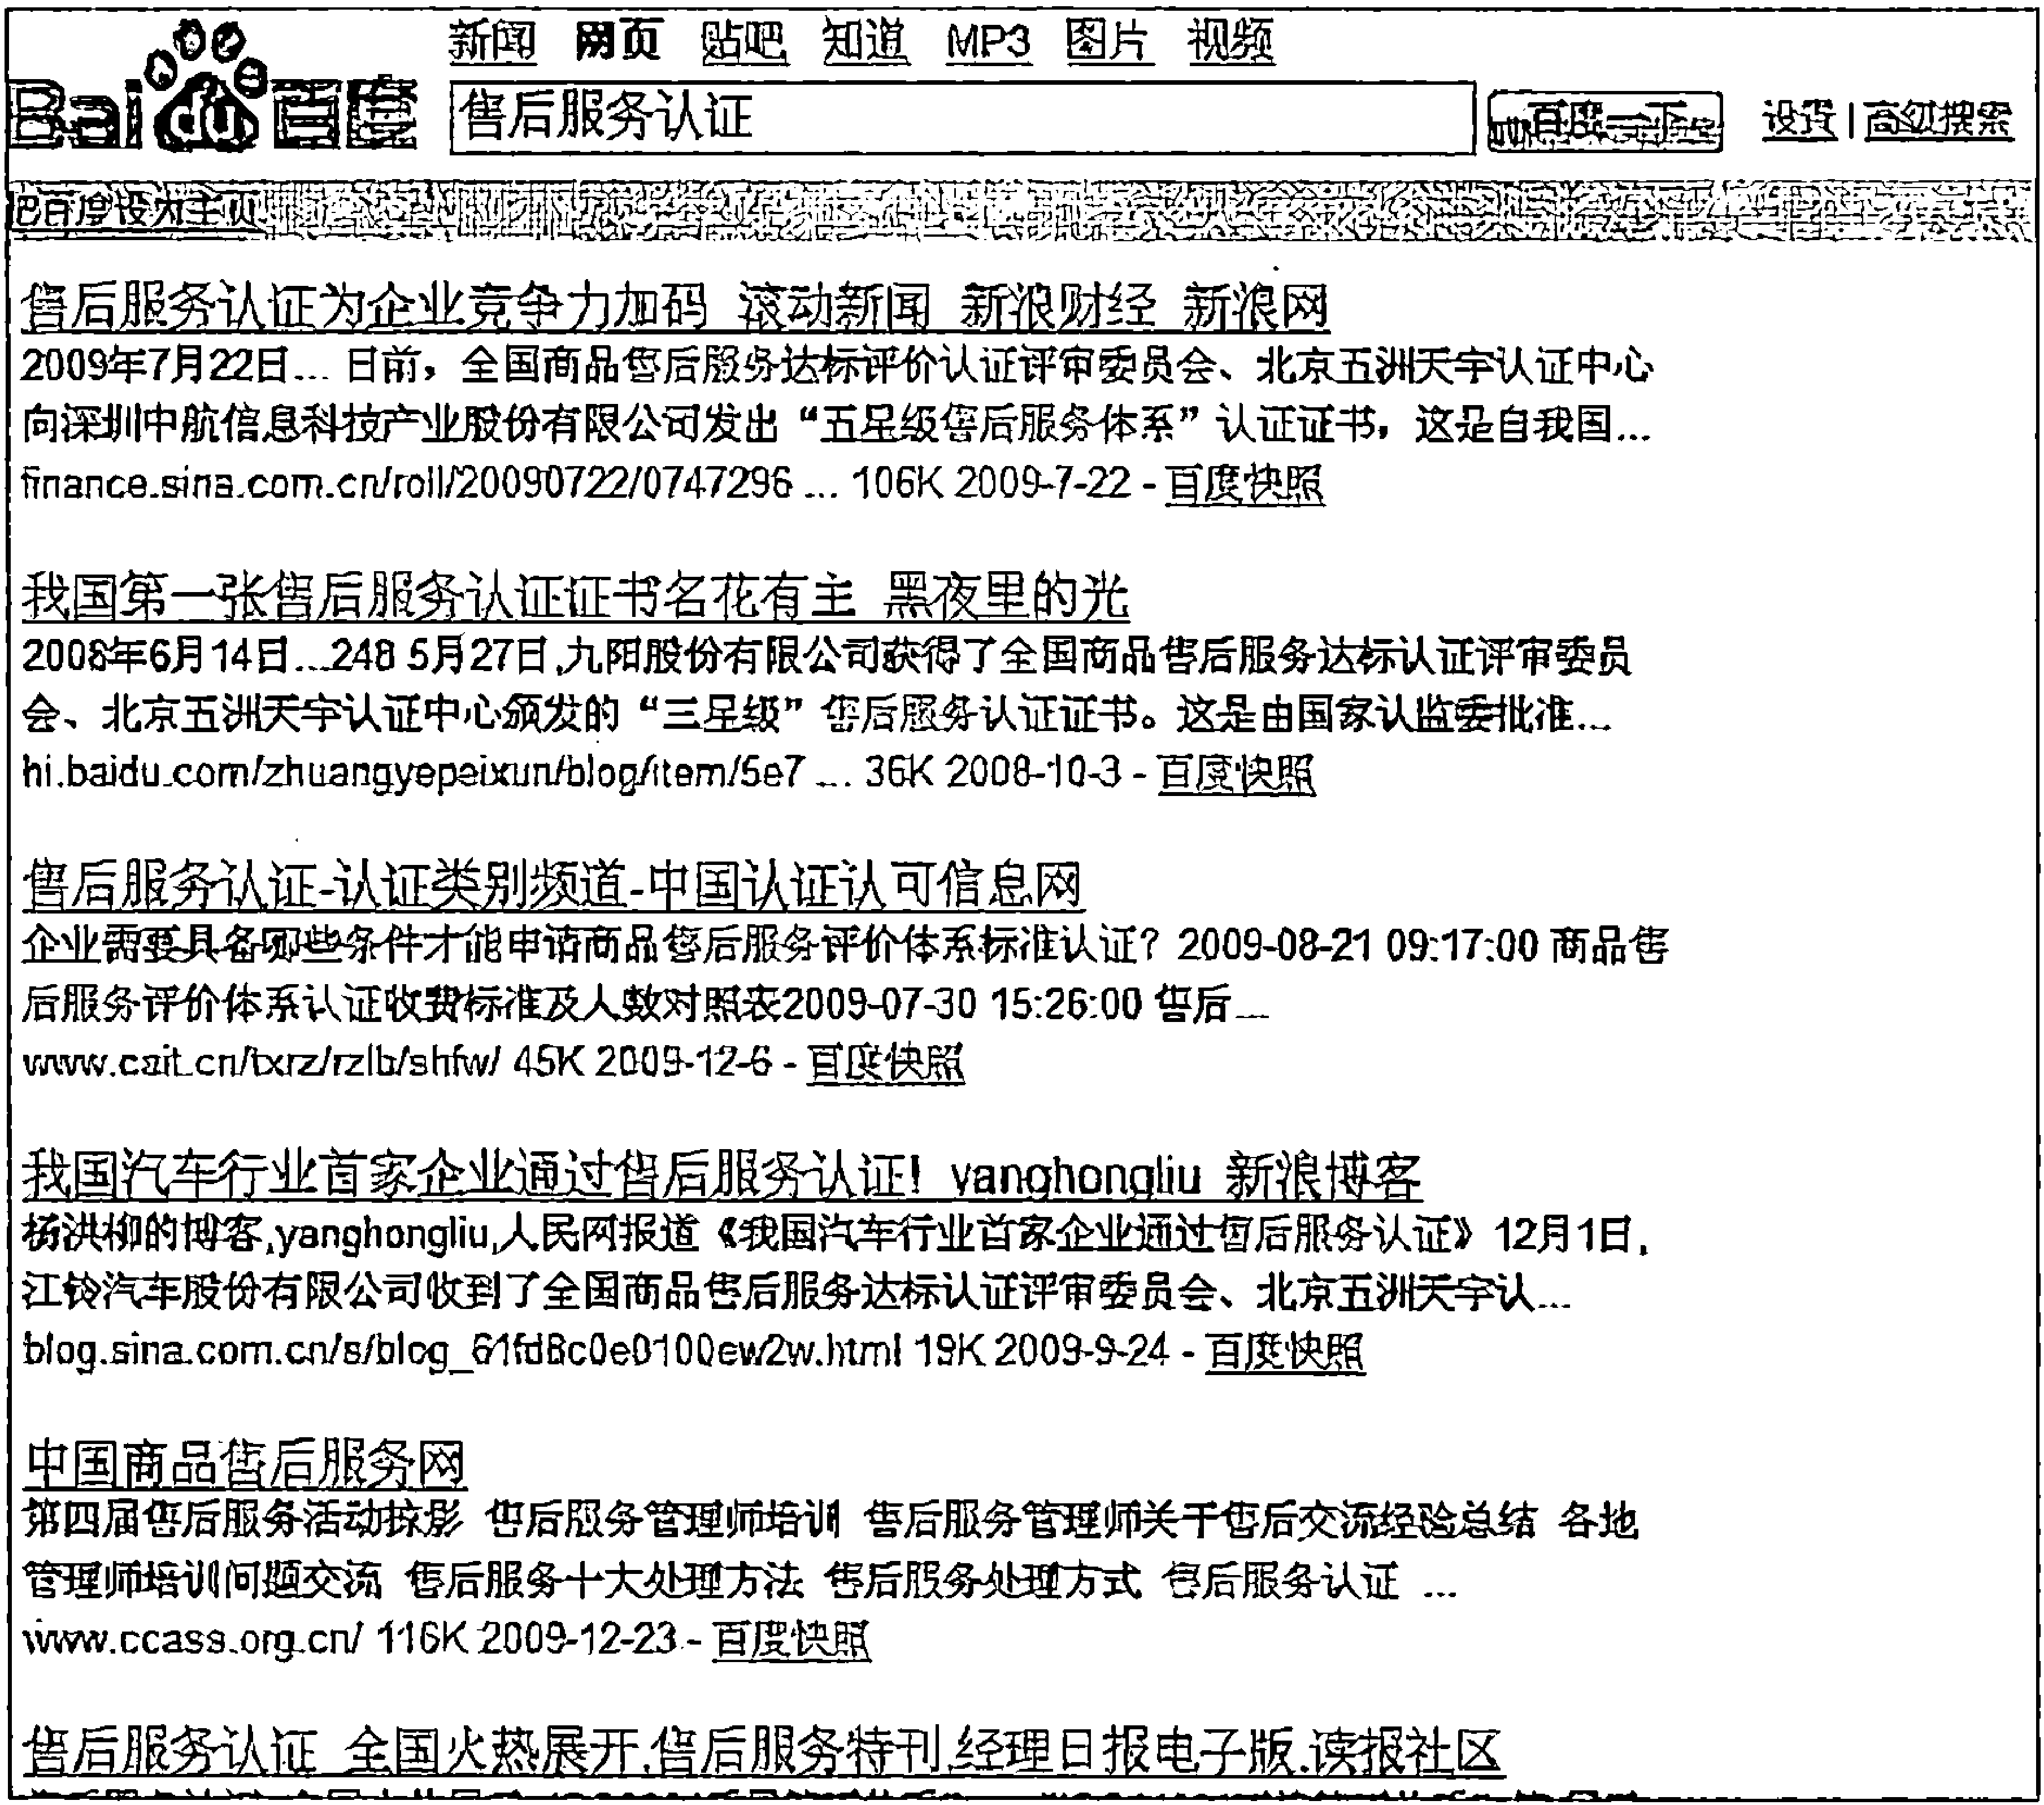 新闻 网页 贴吧 知道 MP3 图片 视频
Bai du 百度 售后服务认证 百度一下 设置 | 高级搜索
把百度设为主页
售后服务认证为企业竞争力加码 滚动新闻 新浪财经 新浪网
2009年7月22日... 日前，全国商品售后服务达标评价认证评审委员会、北京五洲天宇认证中心
向深圳中航信息科技产业股份有限公司发出“五星级售后服务体系”认证证书，这是自我国...
finance.sina.com.cn/roll/20090722/0747296 ... 106K 2009-7-22 - 百度快照
我国第一张售后服务认证证书名花有主 黑夜里的光
2008年6月14日...248 5月27日,九阳股份有限公司获得了全国商品售后服务达标认证评审委员
会、北京五洲天宇认证中心颁发的“三星级”售后服务认证证书。这是由国家认监委批准...
hi.baidu.com/zhuangyepeixun/blog/item/5e7 ... 36K 2008-10-3 - 百度快照
售后服务认证-认证类别频道-中国认证认可信息网
企业需要具备哪些条件才能申请商品售后服务评价体系标准认证？2009-08-21 09:17:00 商品售
后服务评价体系认证收费标准及人数对照表2009-07-30 15:26:00 售后...
www.cait.cn/txrz/rzlb/shfw/ 45K 2009-12-6 - 百度快照
我国汽车行业首家企业通过售后服务认证! yanghongliu 新浪博客
杨洪柳的博客,yanghongliu,人民网报道《我国汽车行业首家企业通过售后服务认证》12月1日,
江铃汽车股份有限公司收到了全国商品售后服务达标认证评审委员会、北京五洲天宇认...
blog.sina.com.cn/s/blog_61fd8c0e0100ew2w.html 19K 2009-9-24 - 百度快照
中国商品售后服务网
第四届售后服务活动掠影 售后服务管理师培训 售后服务管理师关于售后交流经验总结 各地
管理师培训问题交流 售后服务十大处理方法 售后服务处理方式 售后服务认证 ...
www.ccass.org.cn/ 116K 2009-12-23 - 百度快照
售后服务认证 全国火热展开,售后服务特刊,经理日报电子版,读报社区